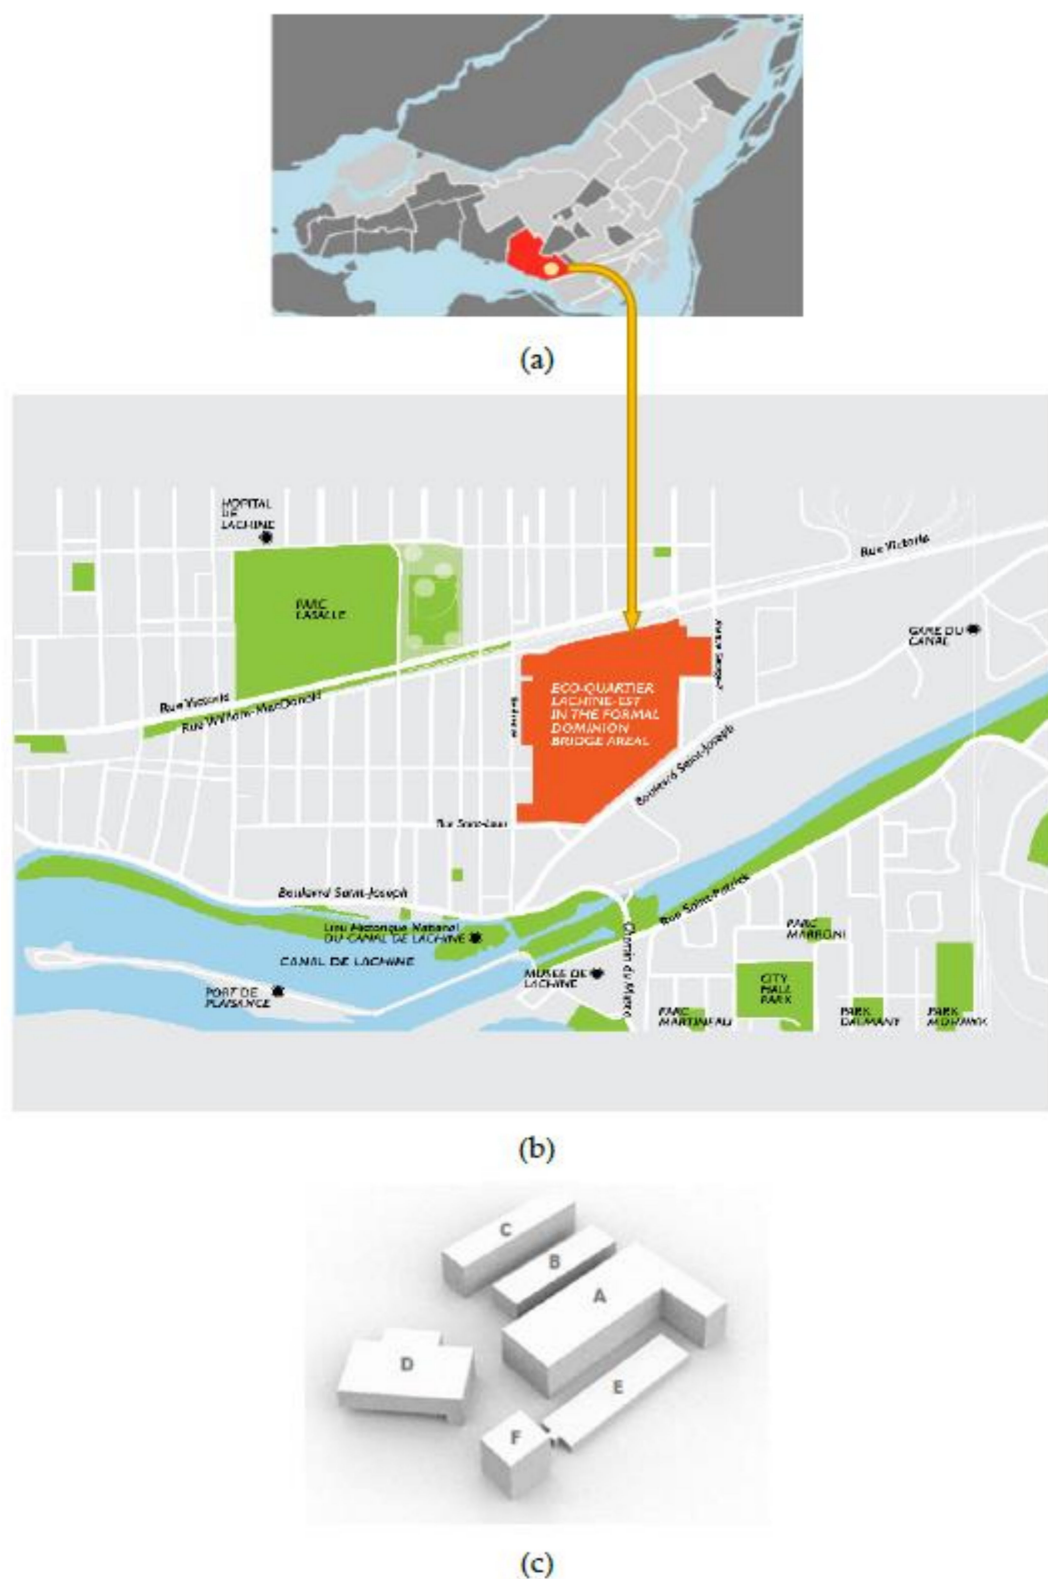 (a)
HOPITAL
DE
LACHINE
PARC
LASALLE
Rue Victoria
GARE DU
CANAL
Rue Victoria
Rue William-MacDonald
ECO-QUARTIER
LACHINE-EST
IN THE FORMAL
DOMINION
BRIDGE AREAL
Boulevard Saint-Joseph
Rue Saint-Louis
Boulevard Saint-Joseph
Lieu Historique National
DU CANAL DE LACHINE
CANAL DE LACHINE
Rue Saint-Patrick
PORT DE
PLAISANCE
MUSEE DE
LACHINE
Chemin du Musée
PARC
MARRONI
CITY
HALL
PARK
PARC
MARTINEAU
PARK
DALMANY
PARK
(b)
C
B
A
D
E
F
(c)